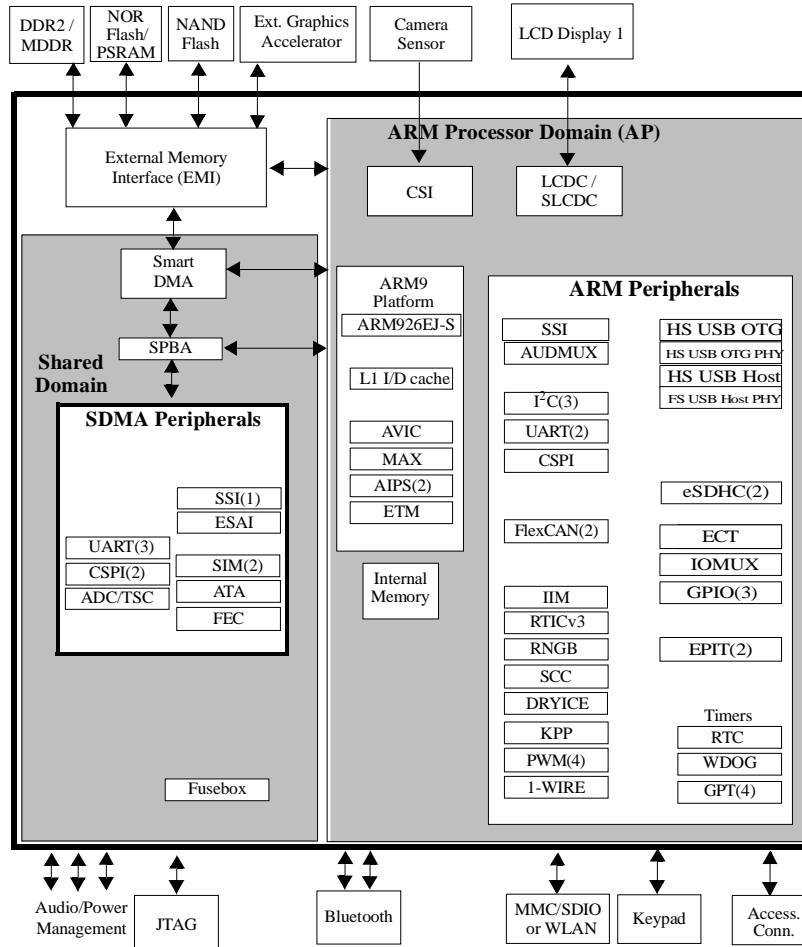 DDR2 /
MDDR
NOR
Flash/
PSRAM
NAND
Flash
Ext. Graphics
Accelerator
Camera
Sensor
LCD Display 1
External Memory
Interface (EMI)
ARM Processor Domain (AP)
CSI
LCDC /
SLCDC
Smart
DMA
SPBA
Shared
Domain
SDMA Peripherals
SSI(1)
ESAI
UART(3)
CSPI(2)
ADC/TSC
SIM(2)
ATA
FEC
Fusebox
ARM9
Platform
ARM926EJ-S
L1 I/D cache
AVIC
MAX
AIPS(2)
ETM
Internal
Memory
ARM Peripherals
SSI
AUDMUX
I²C(3)
UART(2)
CSPI
FlexCAN(2)
IIM
RTICv3
RNGB
SCC
DRYICE
KPP
PWM(4)
1-WIRE
HS USB OTG
HS USB OTG PHY
HS USB Host
FS USB Host PHY
eSDHC(2)
ECT
IOMUX
GPIO(3)
EPIT(2)
Timers
RTC
WDOG
GPT(4)
Audio/Power
Management
JTAG
Bluetooth
MMC/SDIO
or WLAN
Keypad
Access.
Conn.